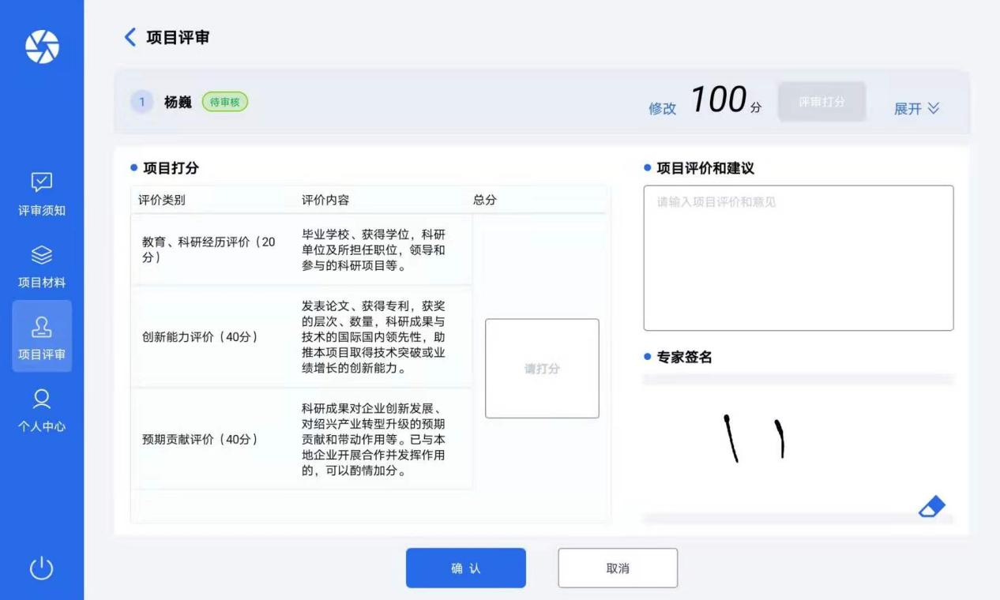 项目评审
1 杨巍 待审核
修改 100 分 评审打分 展开
评审须知
项目材料
项目评审
个人中心
项目打分
评价类别 评价内容 总分
教育、科研经历评价（20
分）
毕业学校、获得学位，科研
单位及所担任职位，领导和
参与的科研项目等。
创新能力评价（40分）
发表论文、获得专利，获奖
的层次、数量，科研成果与
技术的国际国内领先性，助
推本项目取得技术突破或业
绩增长的创新能力。
预期贡献评价（40分）
科研成果对企业创新发展、
对绍兴产业转型升级的预期
贡献和带动作用等。已与本
地企业开展合作并发挥作用
的，可以酌情加分。
请打分
项目评价和建议
请输入项目评价和意见
专家签名
确 认
取消